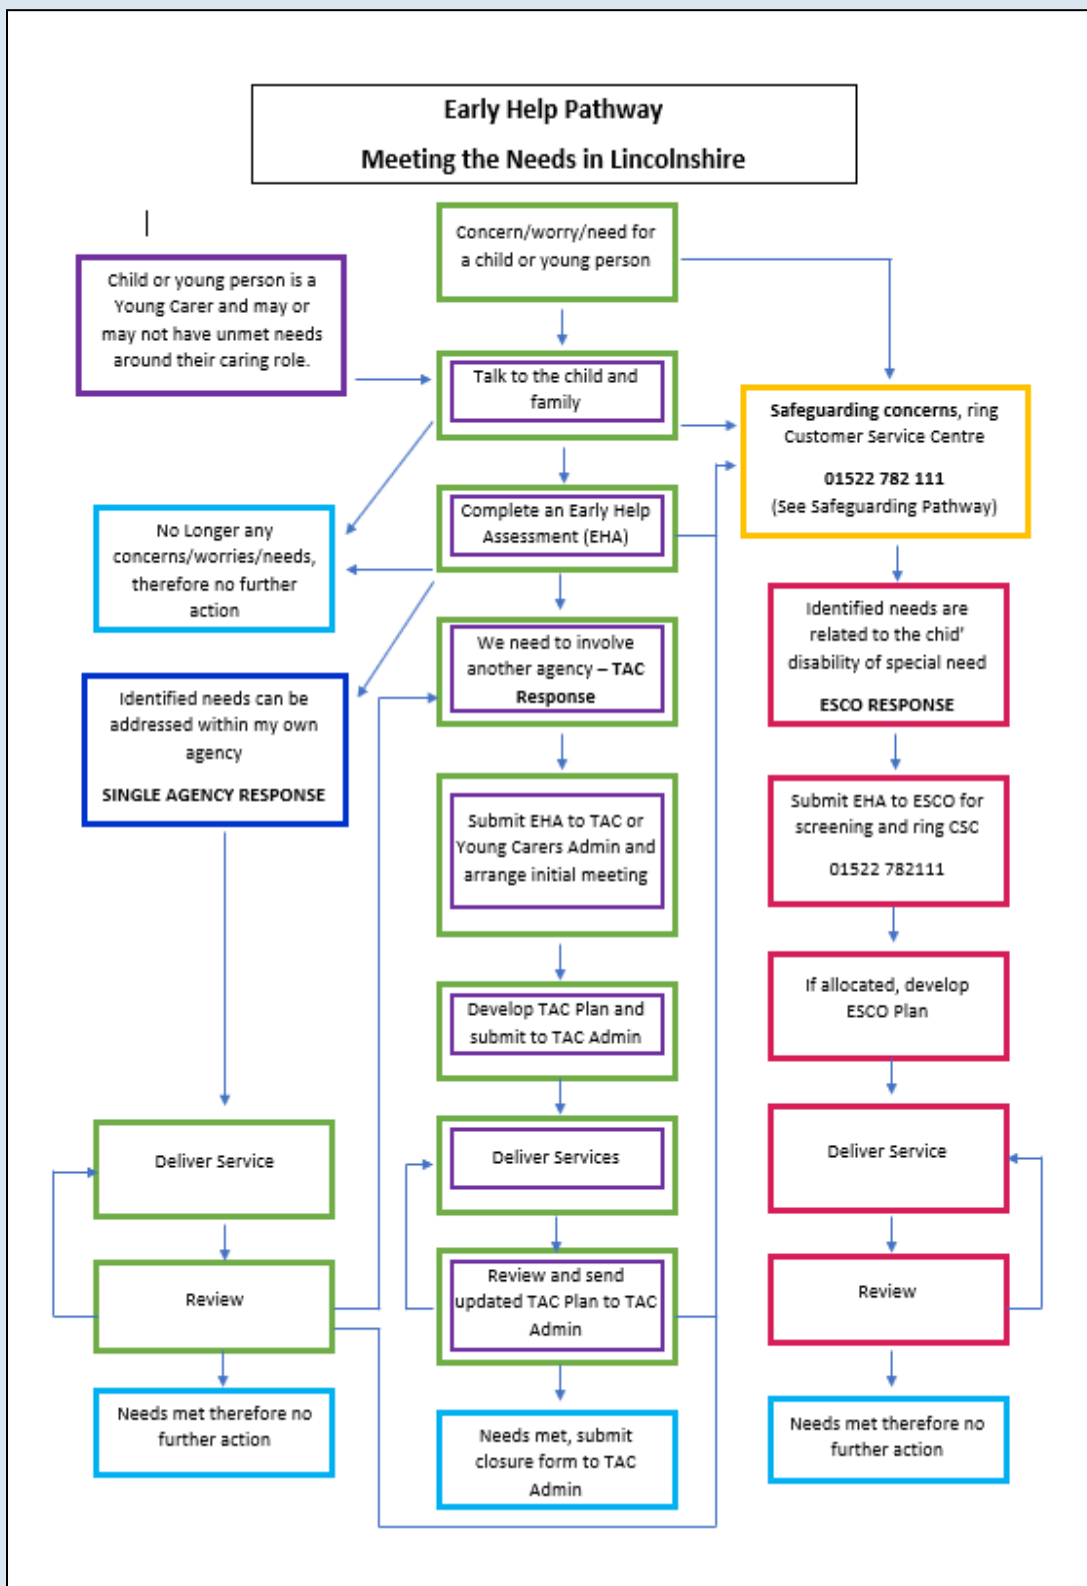 Early Help Pathway
Meeting the Needs in Lincolnshire
Concern/worry/need for
a child or young person
Child or young person is a
Young Carer and may or
may not have unmet needs
around their caring role.
Talk to the child and
family
Safeguarding concerns, ring
Customer Service Centre
01522 782 111
(See Safeguarding Pathway)
Complete an Early Help
Assessment (EHA)
No Longer any
concerns/worries/needs,
therefore no further
action
Identified needs are
related to the chid'
disability of special need
ESCO RESPONSE
We need to involve
another agency – TAC
Response
Identified needs can be
addressed within my own
agency
SINGLE AGENCY RESPONSE
Submit EHA to TAC or
Young Carers Admin and
arrange initial meeting
Submit EHA to ESCO for
screening and ring CSC
01522 782111
Develop TAC Plan and
submit to TAC Admin
If allocated, develop
ESCO Plan
Deliver Service
Deliver Services
Deliver Service
Review
Review and send
updated TAC Plan to TAC
Admin
Review
Needs met therefore no
further action
Needs met, submit
closure form to TAC
Admin
Needs met therefore no
further action